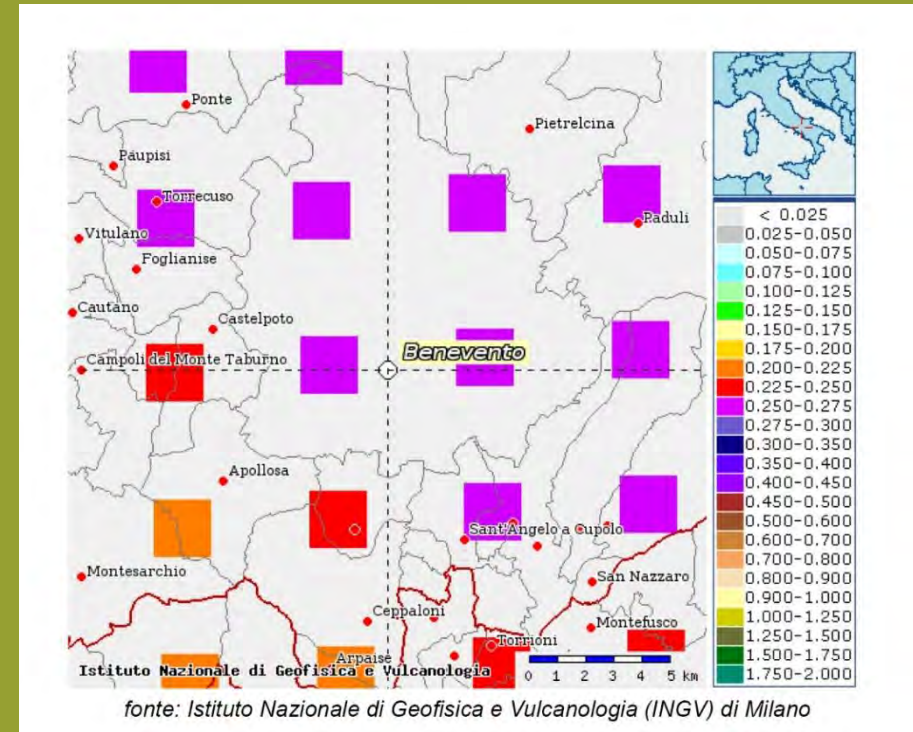 Ponte
Pietrelcina
Paupisi
Torrecuso
Paduli
Vitulano
Foglianise
Cautano
Castelpoto
Benevento
Campoli del Monte Taburno
Apollosa
Sant'Angelo a Cupolo
Montesarchio
San Nazzaro
Ceppaloni
Montefusco
Torrioni
Arpaise
Istituto Nazionale di Geofisica e Vulcanologia
0 1 2 3 4 5 km
< 0.025
0.025-0.050
0.050-0.075
0.075-0.100
0.100-0.125
0.125-0.150
0.150-0.175
0.175-0.200
0.200-0.225
0.225-0.250
0.250-0.275
0.275-0.300
0.300-0.350
0.350-0.400
0.400-0.450
0.450-0.500
0.500-0.600
0.600-0.700
0.700-0.800
0.800-0.900
0.900-1.000
1.000-1.250
1.250-1.500
1.500-1.750
1.750-2.000
fonte: Istituto Nazionale di Geofisica e Vulcanologia (INGV) di Milano